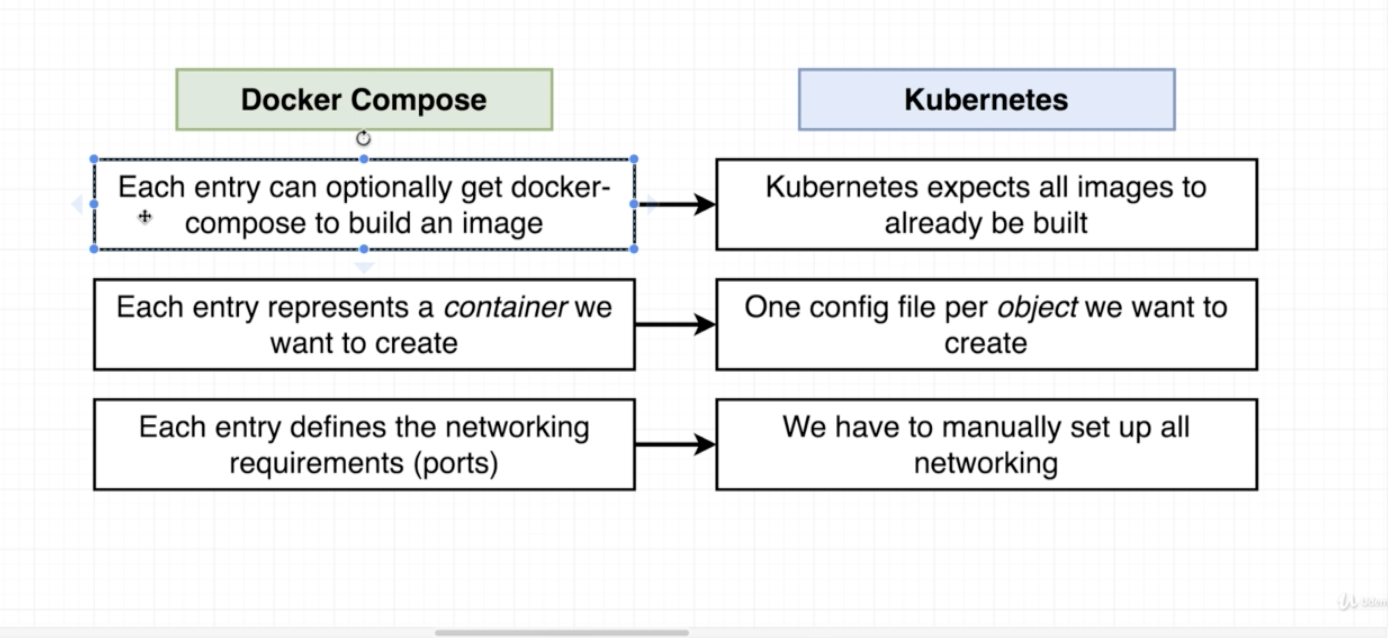 Docker Compose
Kubernetes
Each entry can optionally get docker-
compose to build an image
Kubernetes expects all images to
already be built
Each entry represents a container we
want to create
One config file per object we want to
create
Each entry defines the networking
requirements (ports)
We have to manually set up all
networking